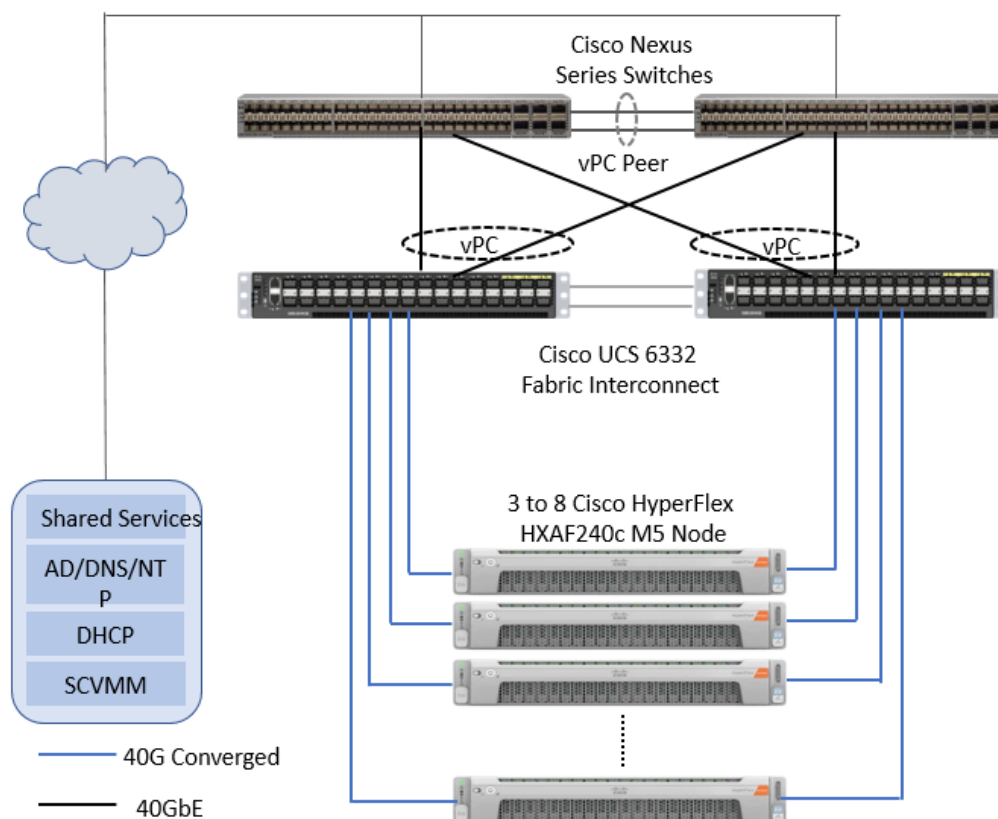 Cisco Nexus
Series Switches
vPC Peer
vPC
vPC
Cisco UCS 6332
Fabric Interconnect
3 to 8 Cisco HyperFlex
HXAF240c M5 Node
Shared Services
AD/DNS/NT
P
DHCP
SCVMM
40G Converged
40GbE